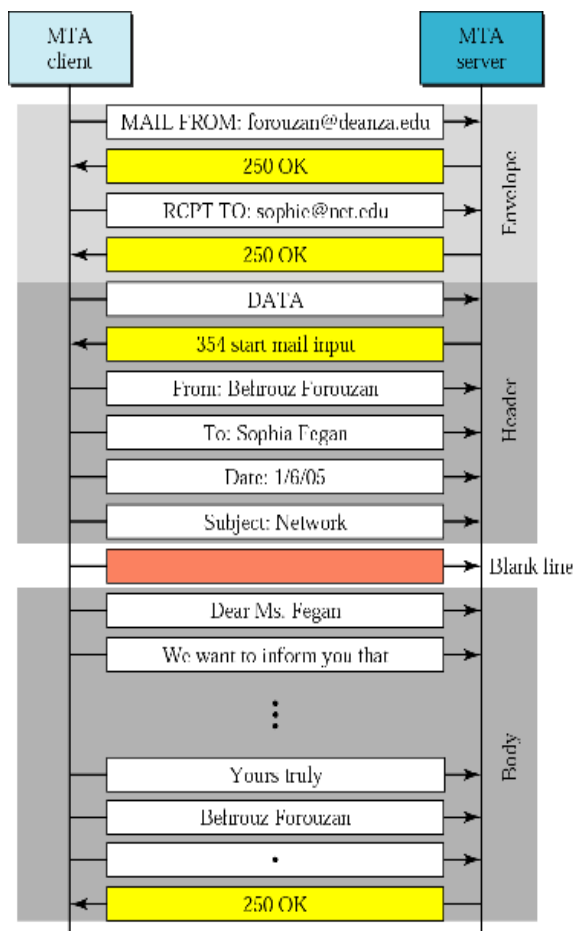 MTA
client
MTA
server
MAIL FROM: forouzan@deanza.edu
250 OK
RCPT TO: sophie@net.edu
250 OK
Envelope
DATA
354 start mail input
From: Behrouz Forouzan
To: Sophia Fegan
Date: 1/6/05
Subject: Network
Header
Blank line
Dear Ms. Fegan
We want to inform you that
⋮
Yours truly
Behrouz Forouzan
•
250 OK
Body